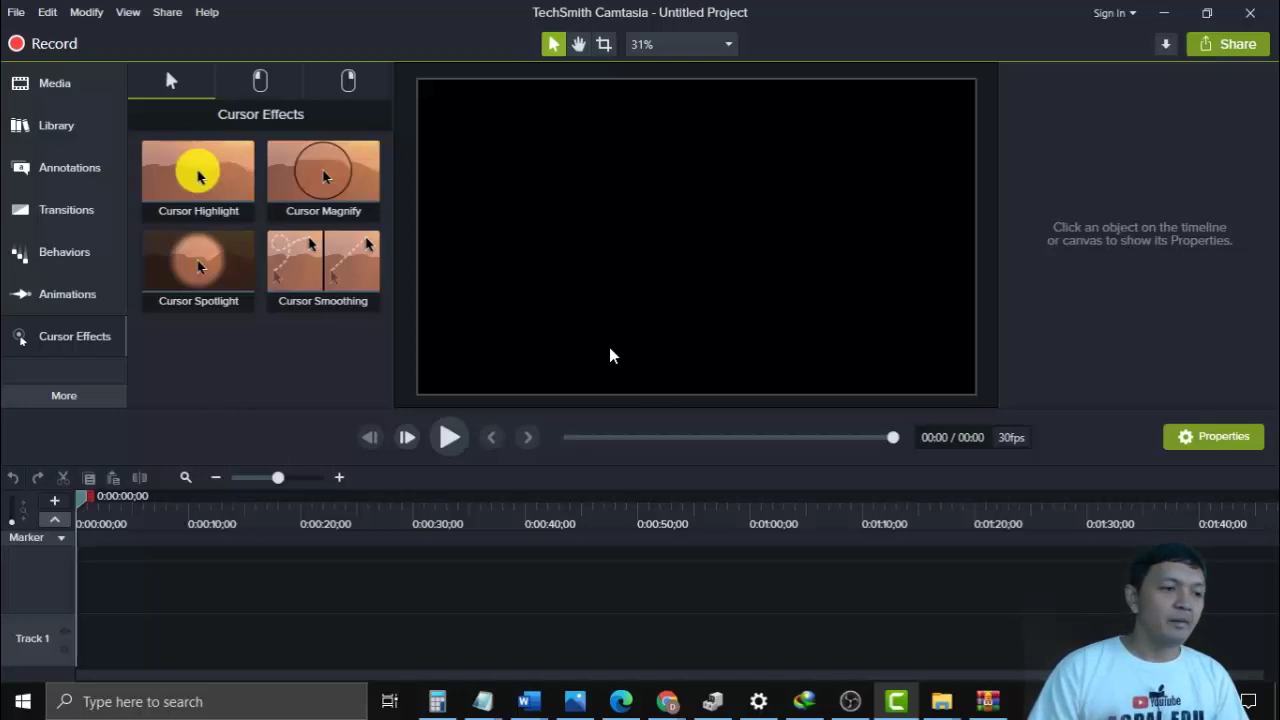 File Edit Modify View Share Help
TechSmith Camtasia - Untitled Project
Sign In
Record
31%
Share
Media
Library
Annotations
Transitions
Behaviors
Animations
Cursor Effects
More
Cursor Effects
Cursor Highlight
Cursor Magnify
Cursor Spotlight
Cursor Smoothing
Click an object on the timeline
or canvas to show its Properties.
00:00 / 00:00 30fps
Properties
0:00:00;00
0:00:00;00 0:00:10;00 0:00:20;00 0:00:30;00 0:00:40;00 0:00:50;00 0:01:00;00 0:01:10;00 0:01:20;00 0:01:30;00 0:01:40;00
Marker
Track 1
Type here to search
YouTube